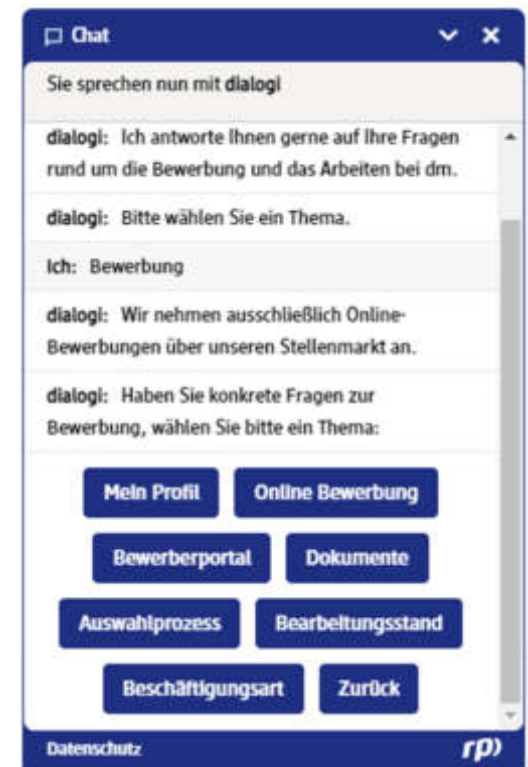 Chat
Sie sprechen nun mit dialogi
dialogi: Ich antworte Ihnen gerne auf Ihre Fragen
rund um die Bewerbung und das Arbeiten bei dm.
dialogi: Bitte wählen Sie ein Thema.
Ich: Bewerbung
dialogi: Wir nehmen ausschließlich Online-
Bewerbungen über unseren Stellenmarkt an.
dialogi: Haben Sie konkrete Fragen zur
Bewerbung, wählen Sie bitte ein Thema:
Mein Profil Online Bewerbung
Bewerberportal Dokumente
Auswahlprozess Bearbeitungsstand
Beschäftigungsart Zurück
Datenschutz rp)